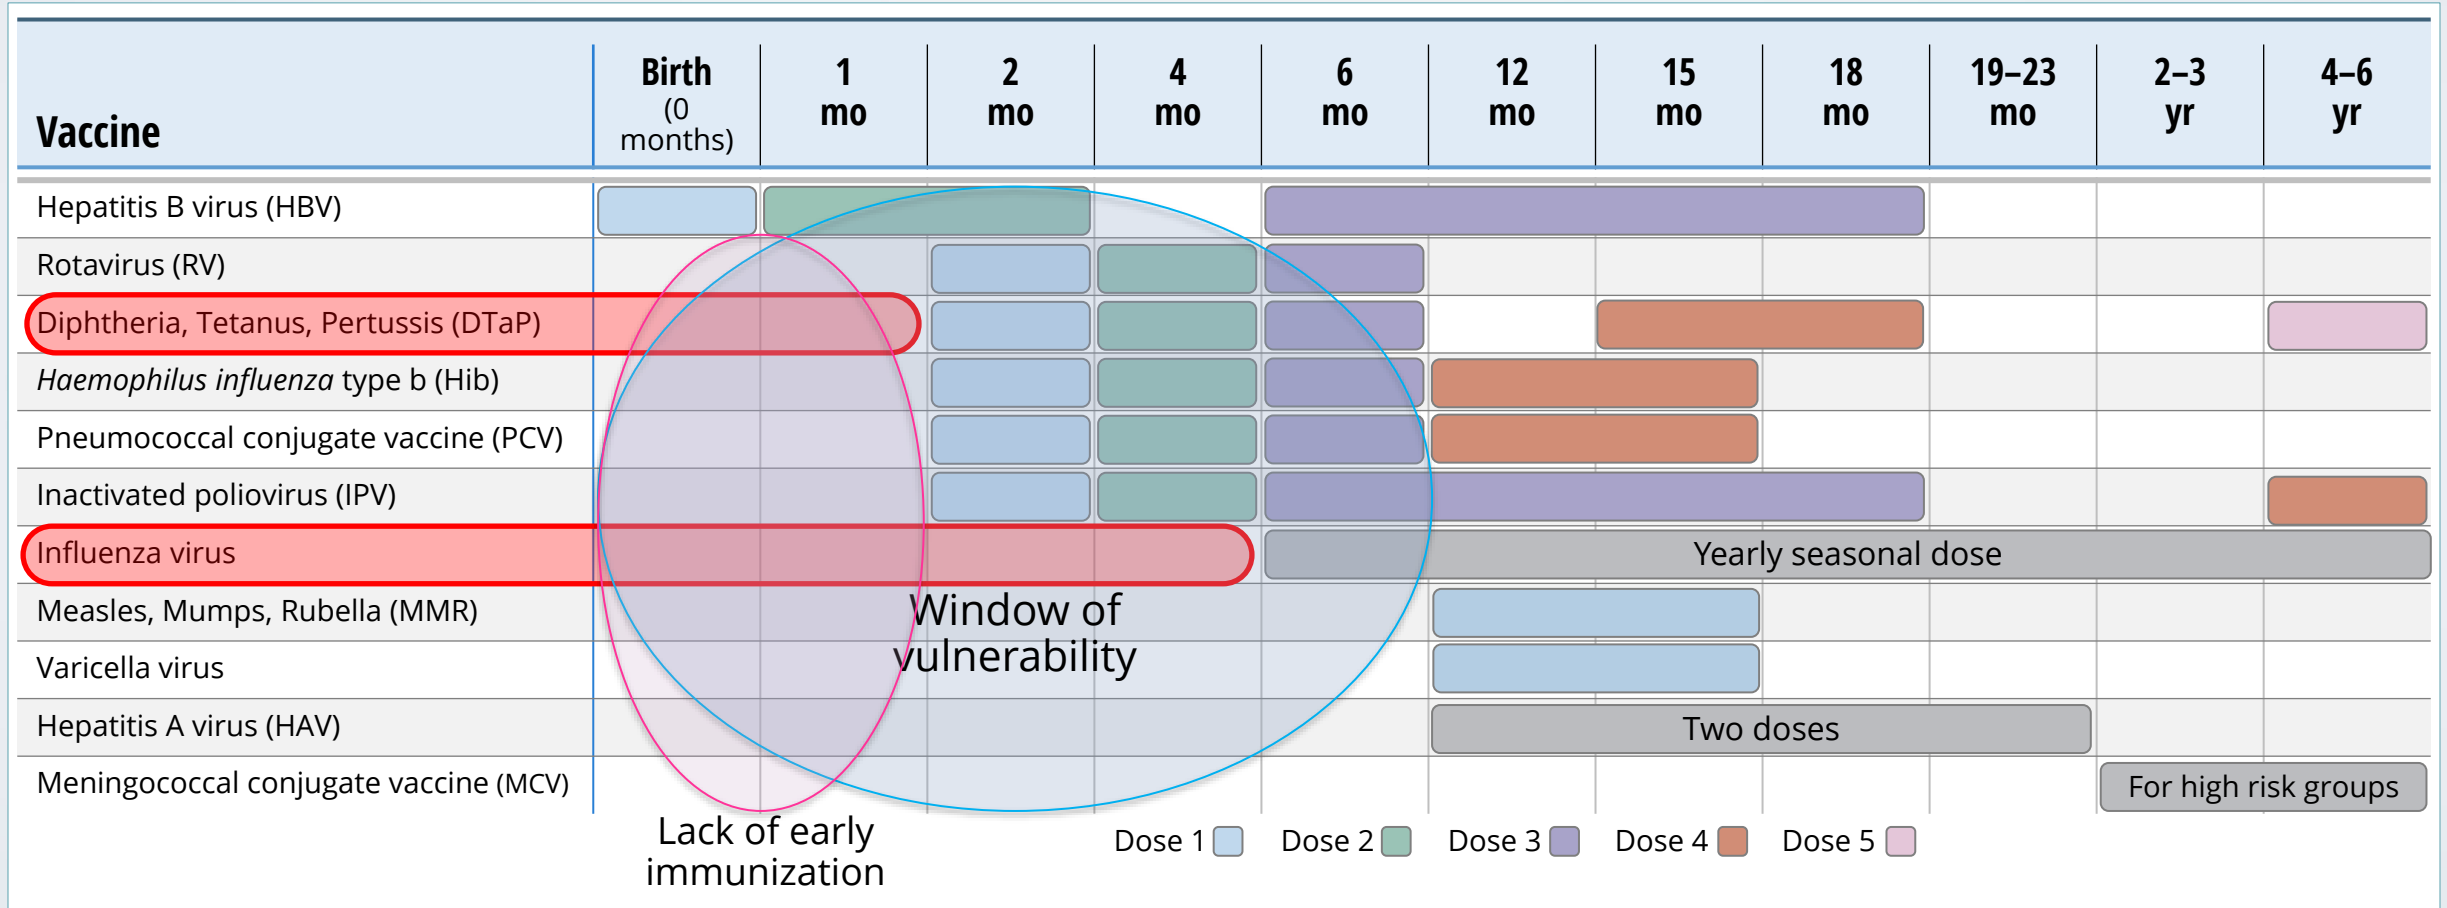 Vaccine
Birth
(0
months)
1
mo
2
mo
4
mo
6
mo
12
mo
15
mo
18
mo
19–23
mo
2–3
yr
4–6
yr
Hepatitis B virus (HBV)
Rotavirus (RV)
Diphtheria, Tetanus, Pertussis (DTaP)
Haemophilus influenza type b (Hib)
Pneumococcal conjugate vaccine (PCV)
Inactivated poliovirus (IPV)
Influenza virus
Yearly seasonal dose
Measles, Mumps, Rubella (MMR)
Window of
vulnerability
Varicella virus
Hepatitis A virus (HAV)
Two doses
Meningococcal conjugate vaccine (MCV)
For high risk groups
Lack of early
immunization
Dose 1
Dose 2
Dose 3
Dose 4
Dose 5